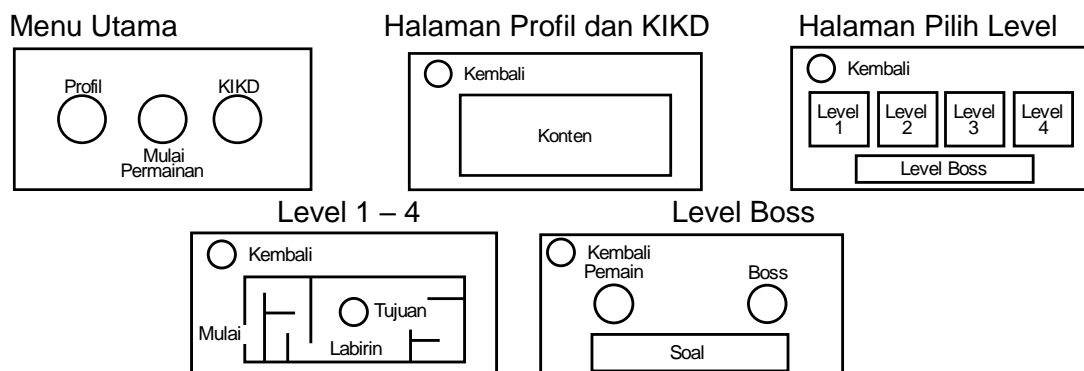 Menu Utama
Profil
KIKD
Mulai
Permainan
Halaman Profil dan KIKD
Kembali
Konten
Halaman Pilih Level
Kembali
Level
1
Level
2
Level
3
Level
4
Level Boss
Level 1 – 4
Kembali
Tujuan
Mulai
Labirin
Level Boss
Kembali
Pemain
Boss
Soal